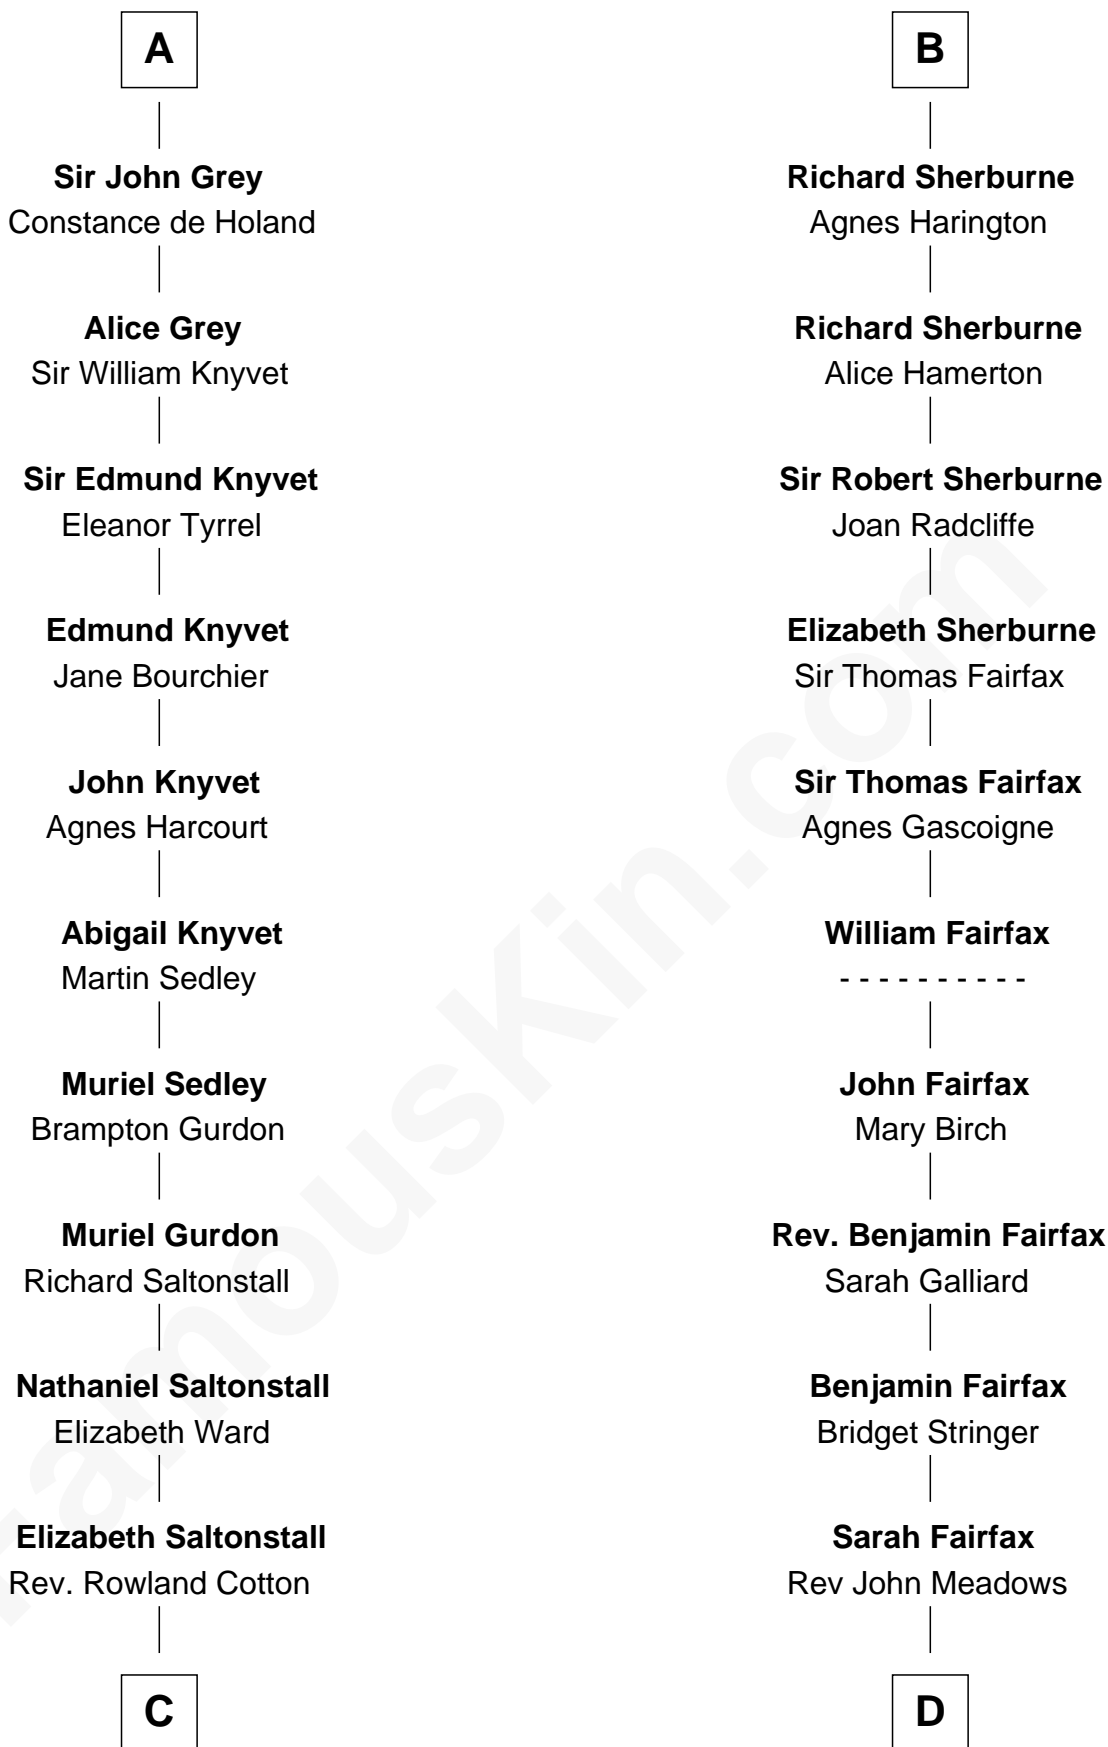 A
Sir John Grey
Constance de Holand
Alice Grey
Sir William Knyvet
Sir Edmund Knyvet
Eleanor Tyrrel
Edmund Knyvet
Jane Bourchier
John Knyvet
Agnes Harcourt
Abigail Knyvet
Martin Sedley
Muriel Sedley
Brampton Gurdon
Muriel Gurdon
Richard Saltonstall
Nathaniel Saltonstall
Elizabeth Ward
Elizabeth Saltonstall
Rev. Rowland Cotton
C
B
Richard Sherburne
Agnes Harington
Richard Sherburne
Alice Hamerton
Sir Robert Sherburne
Joan Radcliffe
Elizabeth Sherburne
Sir Thomas Fairfax
Sir Thomas Fairfax
Agnes Gascoigne
William Fairfax
- - - - - - - - - -
John Fairfax
Mary Birch
Rev. Benjamin Fairfax
Sarah Galliard
Benjamin Fairfax
Bridget Stringer
Sarah Fairfax
Rev John Meadows
D
FamousKin.com